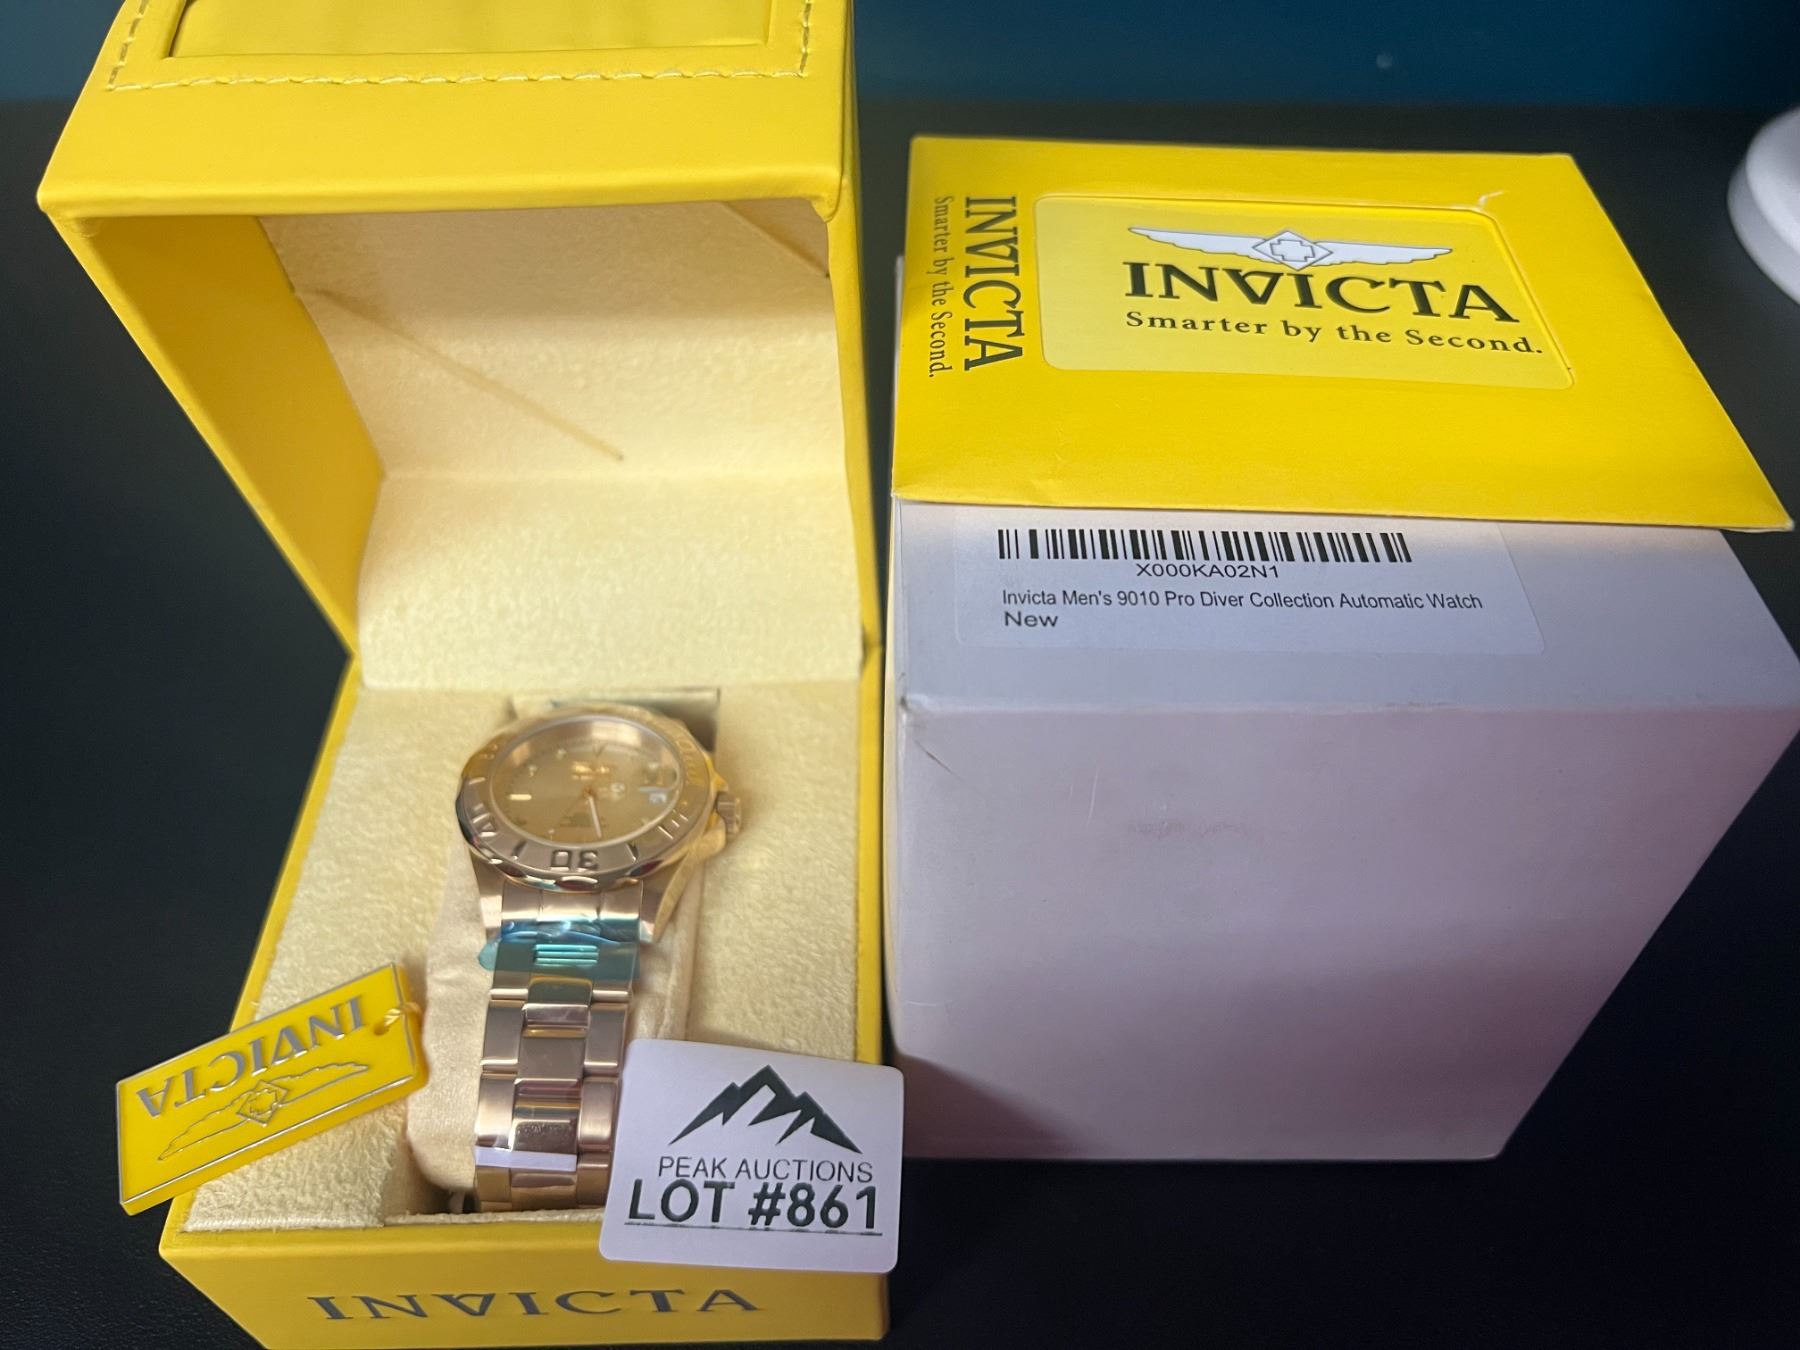 INVICTA
Smarter by the Second.
INVICTA
Smarter by the Second.
X000KA02N1
Invicta Men's 9010 Pro Diver Collection Automatic Watch
New
30
INVICTA
PEAK AUCTIONS
LOT #861
INVICTA